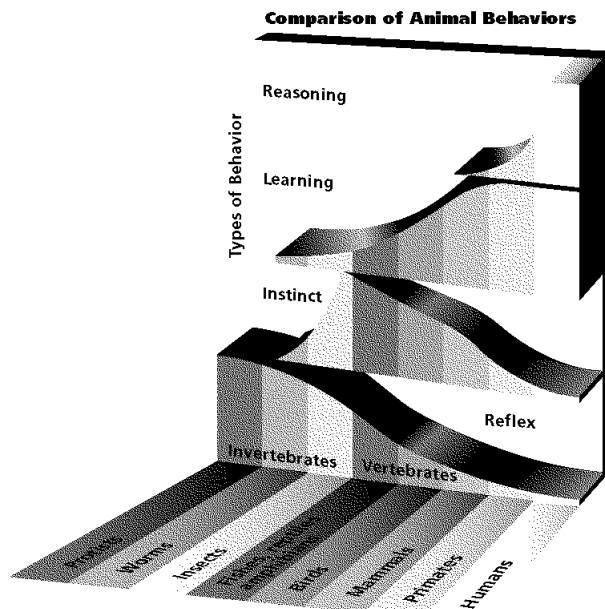 Comparison of Animal Behaviors
Types of Behavior
Reasoning
Learning
Instinct
Reflex
Invertebrates
Vertebrates
Protists
Worms
Insects
Fishes, reptiles
amphibians
Birds
Mammals
Primates
Humans